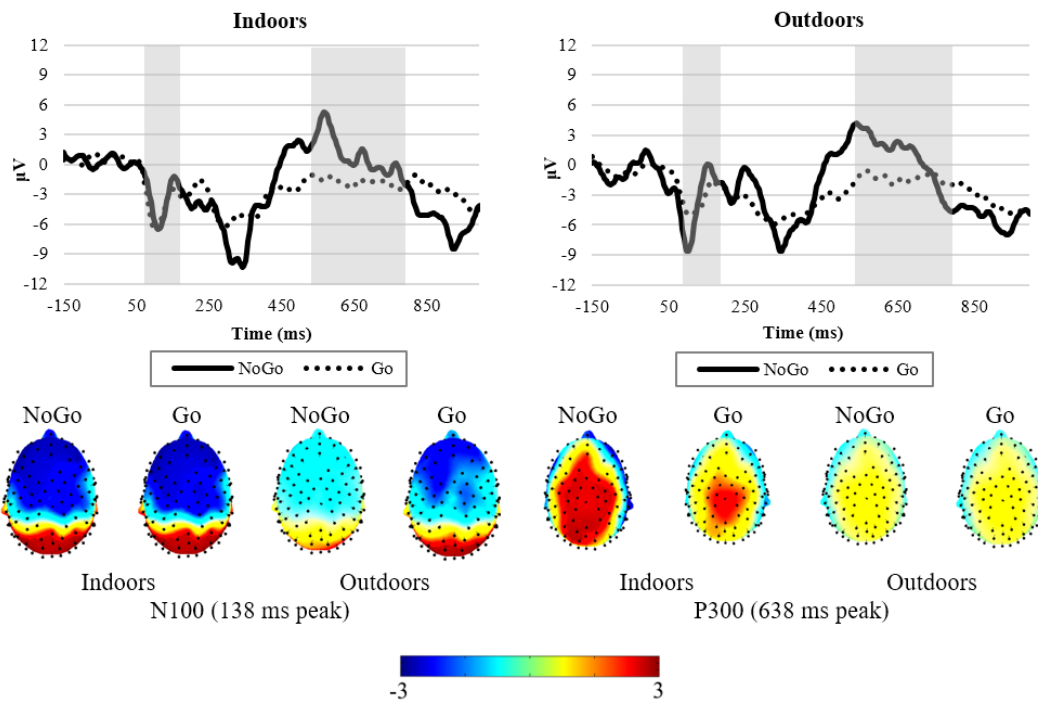 Indoors
12
9
6
3
0
-3
-6
-9
-12
µV
-150 50 250 450 650 850
Time (ms)
NoGo Go
Outdoors
12
9
6
3
0
-3
-6
-9
-12
µV
-150 50 250 450 650 850
Time (ms)
NoGo Go
NoGo Go NoGo Go
Indoors Outdoors
N100 (138 ms peak)
NoGo Go NoGo Go
Indoors Outdoors
P300 (638 ms peak)
-3 3